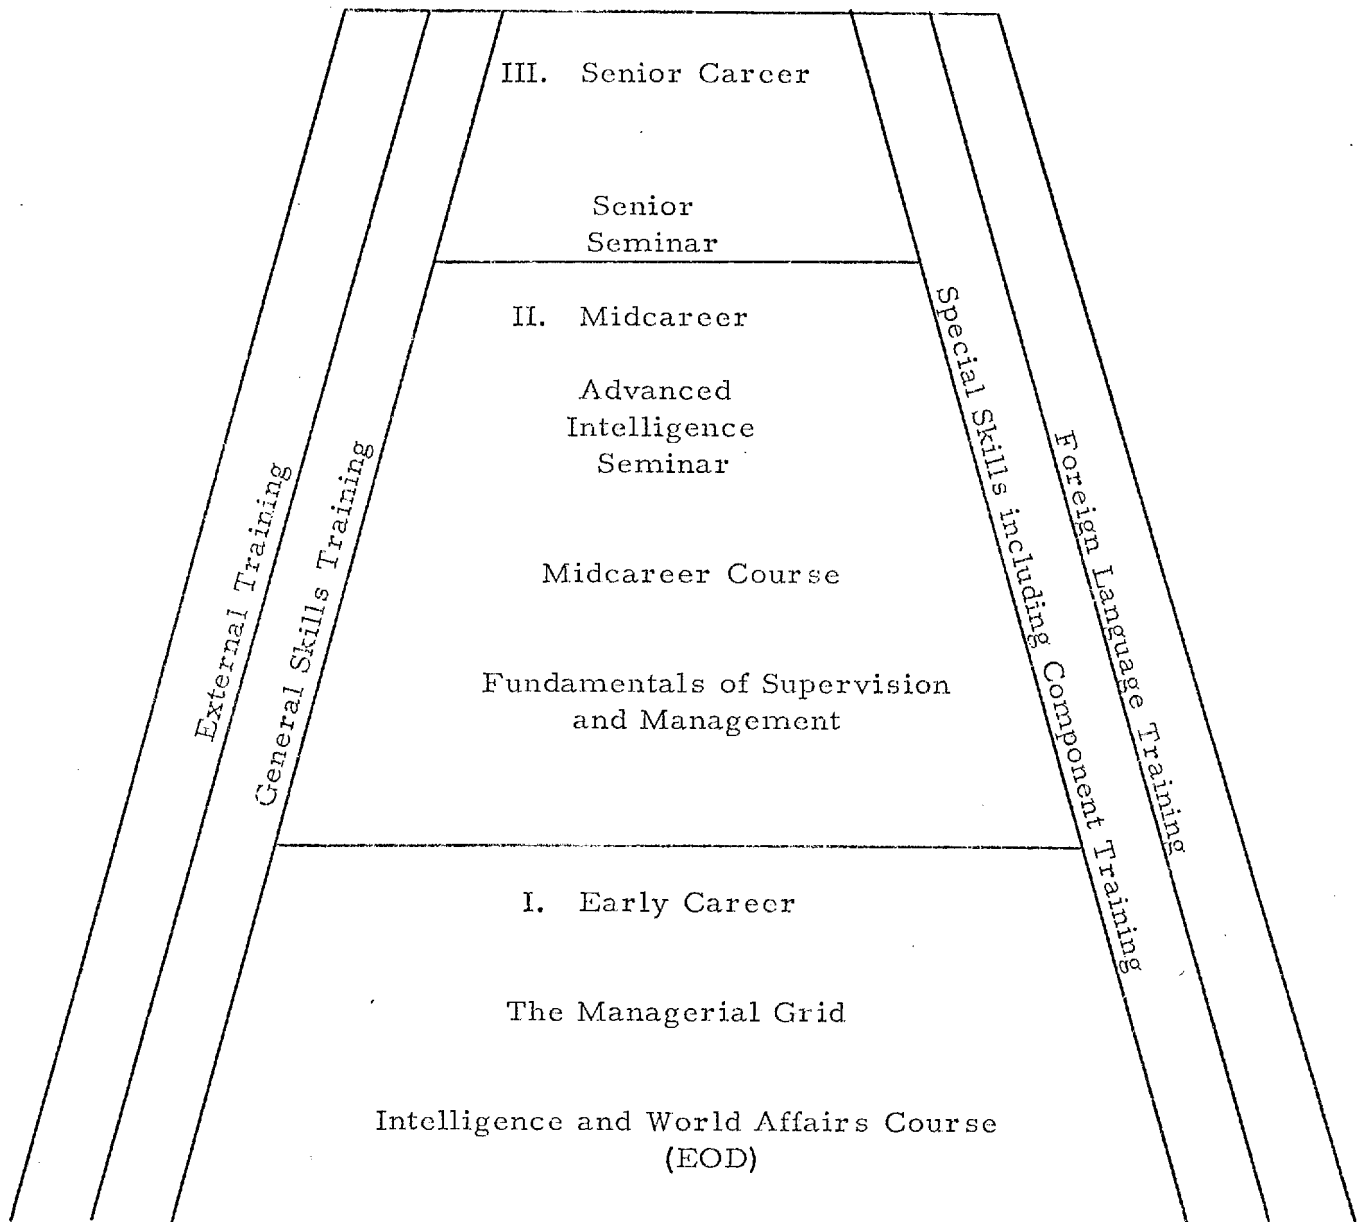 III. Senior Career
Senior
Seminar
II. Midcareer
Advanced
Intelligence
Seminar
Midcareer Course
Fundamentals of Supervision
and Management
I. Early Career
The Managerial Grid
Intelligence and World Affairs Course
(EOD)
External Training
General Skills Training
Special Skills including Component Training
Foreign Language Training